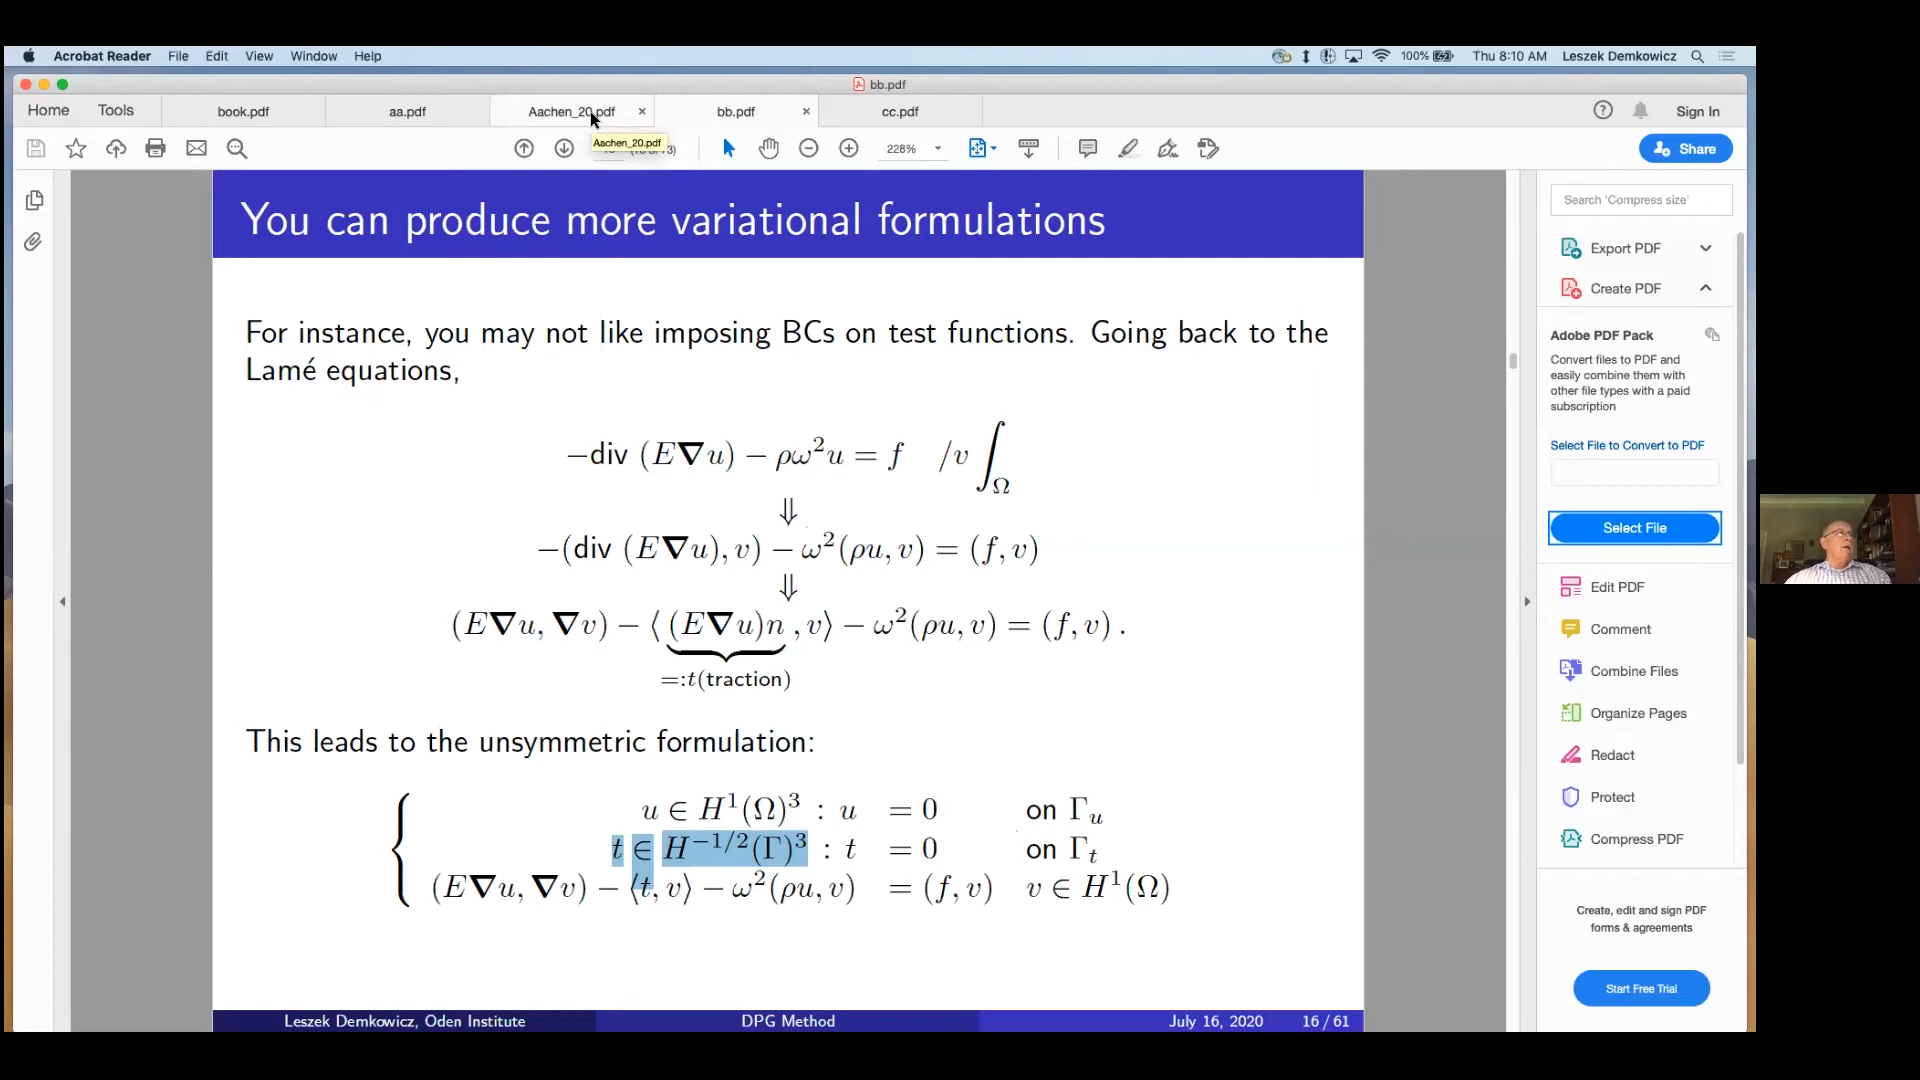 Acrobat Reader File Edit View Window Help 100% Thu 8:10 AM Leszek Demkowicz
bb.pdf
Home Tools book.pdf aa.pdf Aachen_20.pdf × bb.pdf × cc.pdf Sign In
Aachen_20.pdf 228% Share
You can produce more variational formulations
For instance, you may not like imposing BCs on test functions. Going back to the
Lamé equations,
−div (E∇u) − ρω²u = f /v ∫_Ω
⇓
−(div (E∇u), v) − ω²(ρu, v) = (f, v)
⇓
(E∇u, ∇v) − ⟨(E∇u)n, v⟩ − ω²(ρu, v) = (f, v) .
=:t(traction)
This leads to the unsymmetric formulation:
u ∈ H¹(Ω)³ : u = 0 on Γ_u
t ∈ H^{−1/2}(Γ)³ : t = 0 on Γ_t
(E∇u, ∇v) − ⟨t, v⟩ − ω²(ρu, v) = (f, v) v ∈ H¹(Ω)
Leszek Demkowicz, Oden Institute DPG Method July 16, 2020 16 / 61
Search 'Compress size'
Export PDF
Create PDF
Adobe PDF Pack
Convert files to PDF and
easily combine them with
other file types with a paid
subscription
Select File to Convert to PDF
Select File
Edit PDF
Comment
Combine Files
Organize Pages
Redact
Protect
Compress PDF
Create, edit and sign PDF
forms & agreements
Start Free Trial